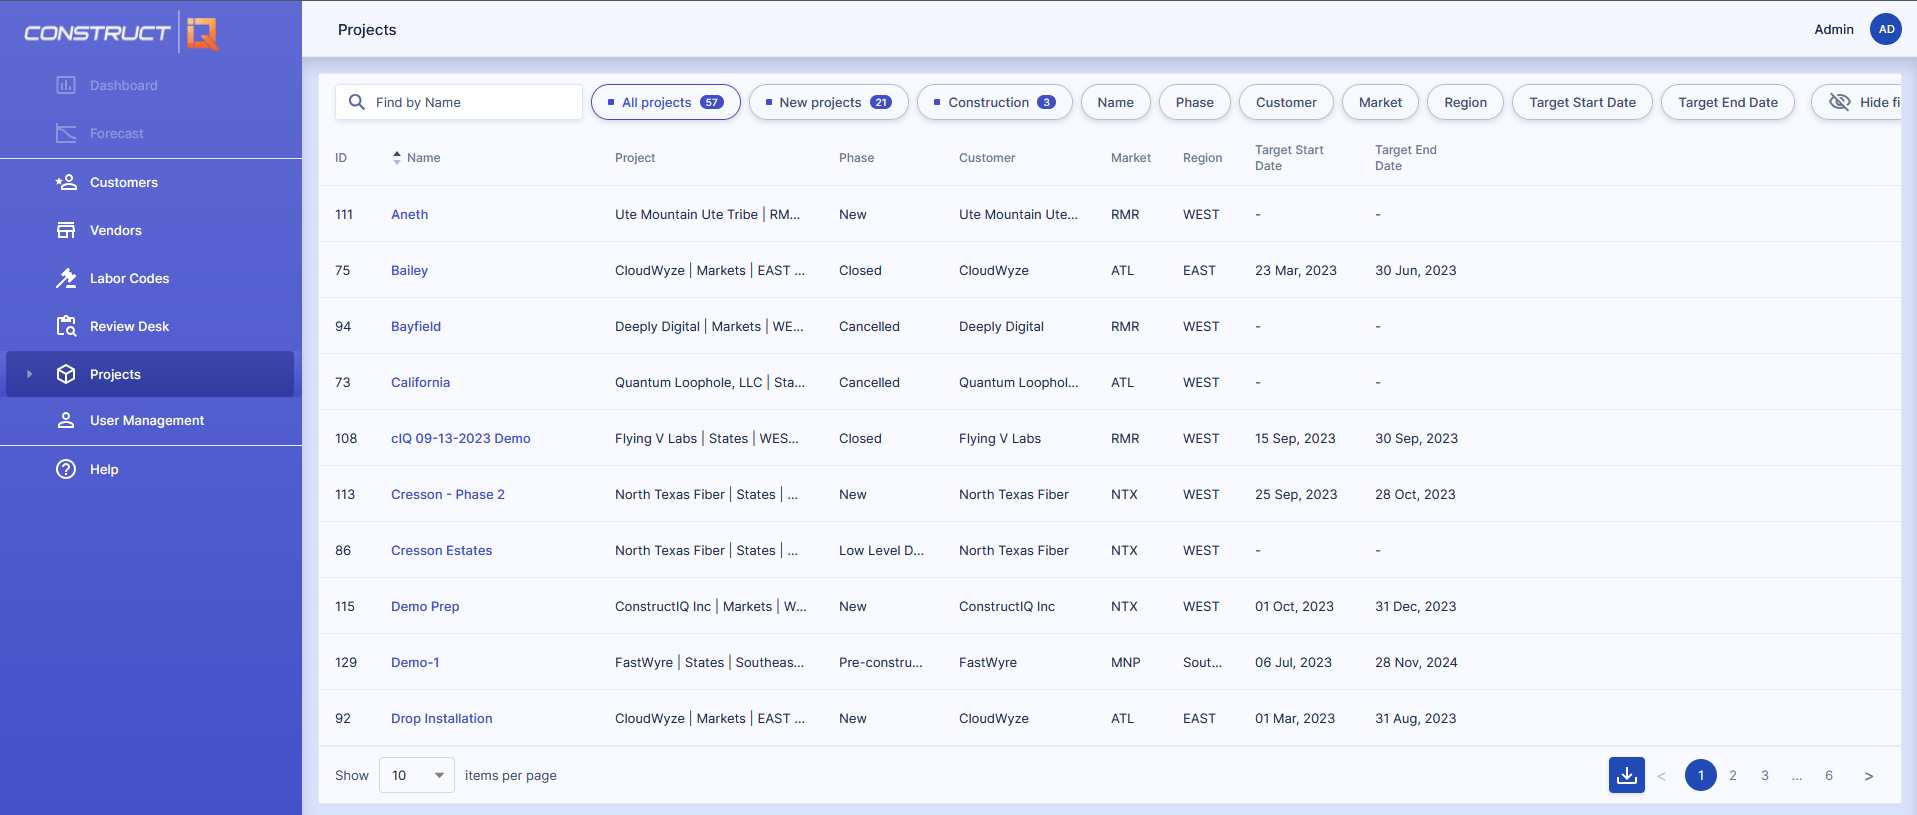 CONSTRUCT IQ
Projects
Admin AD
Dashboard
Forecast
Customers
Vendors
Labor Codes
Review Desk
Projects
User Management
Help
Find by Name All projects 57 New projects 21 Construction 3 Name Phase Customer Market Region Target Start Date Target End Date Hide fi
ID Name Project Phase Customer Market Region Target Start Date Target End Date
111 Aneth Ute Mountain Ute Tribe | RM... New Ute Mountain Ute... RMR WEST - -
75 Bailey CloudWyze | Markets | EAST ... Closed CloudWyze ATL EAST 23 Mar, 2023 30 Jun, 2023
94 Bayfield Deeply Digital | Markets | WE... Cancelled Deeply Digital RMR WEST - -
73 California Quantum Loophole, LLC | Sta... Cancelled Quantum Loophol... ATL WEST - -
108 cIQ 09-13-2023 Demo Flying V Labs | States | WES... Closed Flying V Labs RMR WEST 15 Sep, 2023 30 Sep, 2023
113 Cresson - Phase 2 North Texas Fiber | States | ... New North Texas Fiber NTX WEST 25 Sep, 2023 28 Oct, 2023
86 Cresson Estates North Texas Fiber | States | ... Low Level D... North Texas Fiber NTX WEST - -
115 Demo Prep ConstructIQ Inc | Markets | W... New ConstructIQ Inc NTX WEST 01 Oct, 2023 31 Dec, 2023
129 Demo-1 FastWyre | States | Southeas... Pre-constru... FastWyre MNP Sout... 06 Jul, 2023 28 Nov, 2024
92 Drop Installation CloudWyze | Markets | EAST ... New CloudWyze ATL EAST 01 Mar, 2023 31 Aug, 2023
Show 10 items per page < 1 2 3 ... 6 >